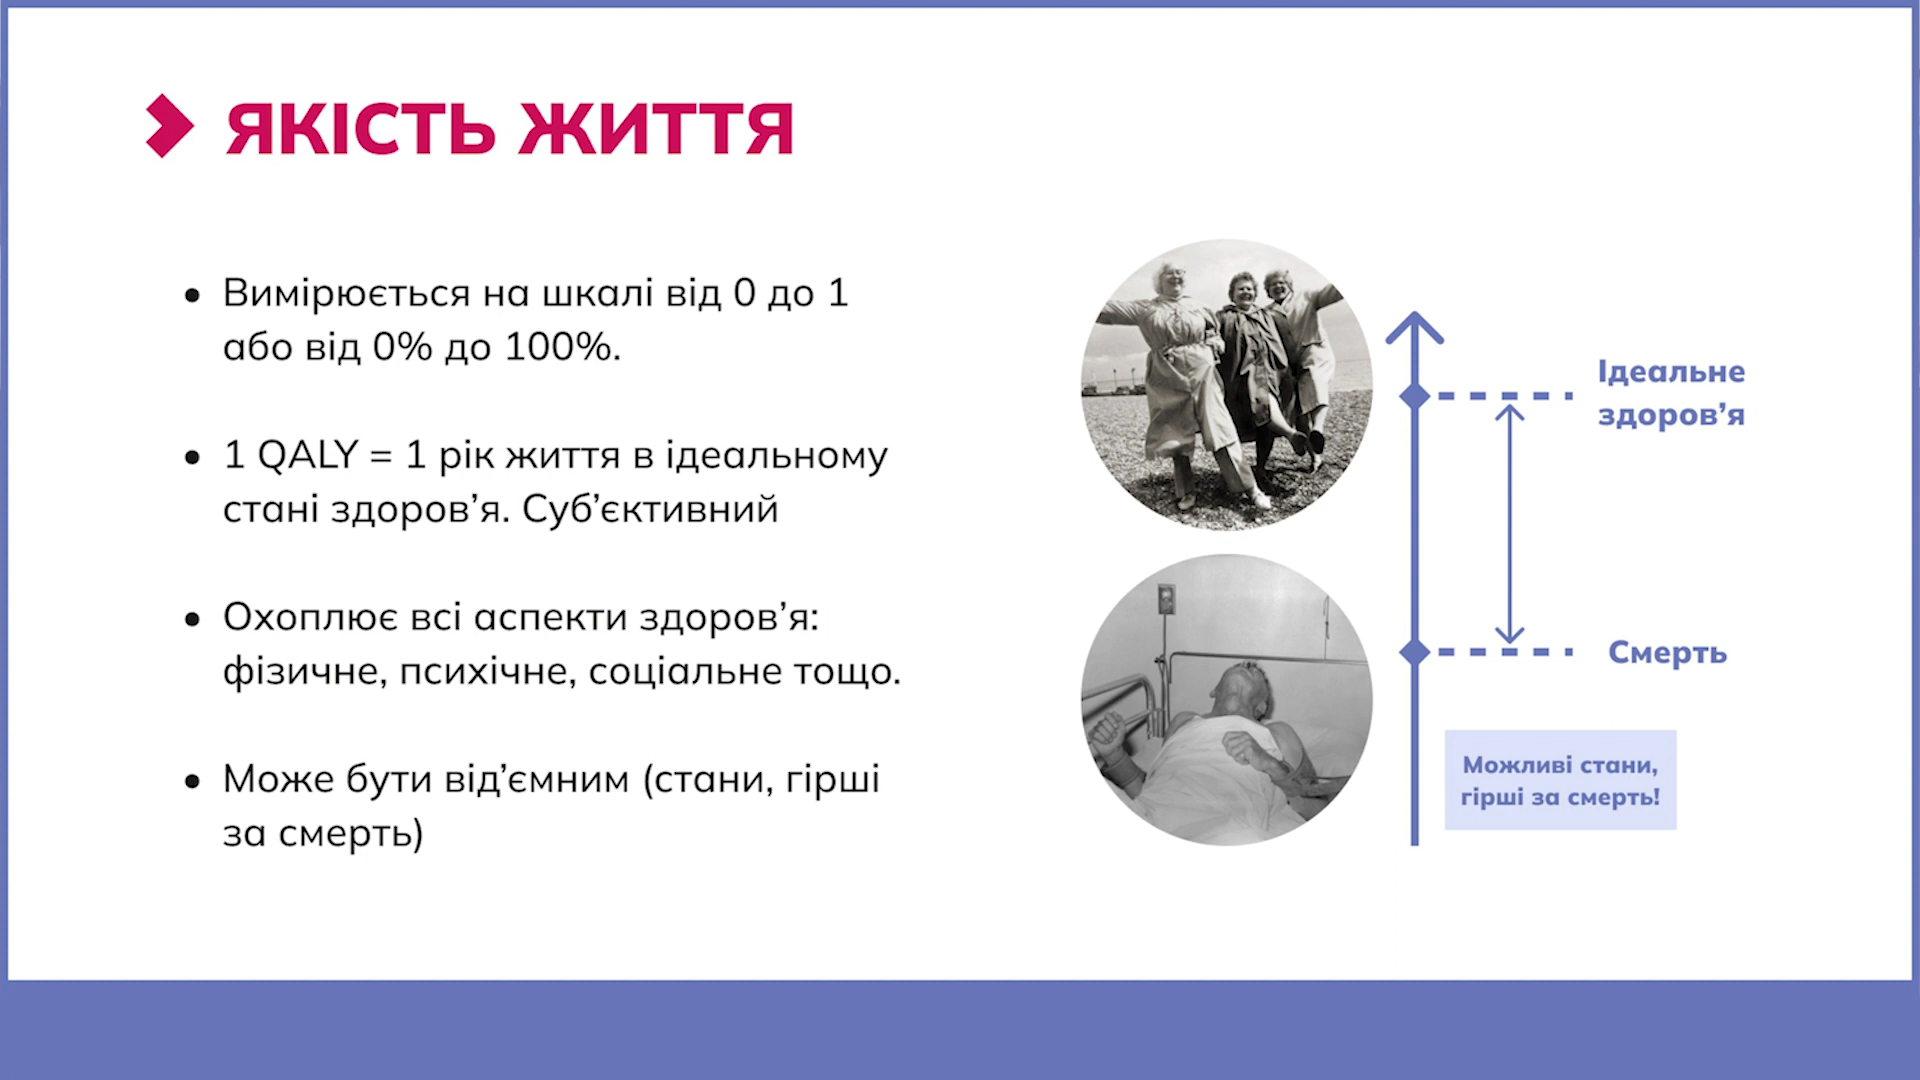 ЯКІСТЬ ЖИТТЯ
• Вимірюється на шкалі від 0 до 1
або від 0% до 100%.
• 1 QALY = 1 рік життя в ідеальному
стані здоров’я. Суб’єктивний
• Охоплює всі аспекти здоров’я:
фізичне, психічне, соціальне тощо.
• Може бути від’ємним (стани, гірші
за смерть)
Ідеальне
здоров’я
Смерть
Можливі стани,
гірші за смерть!